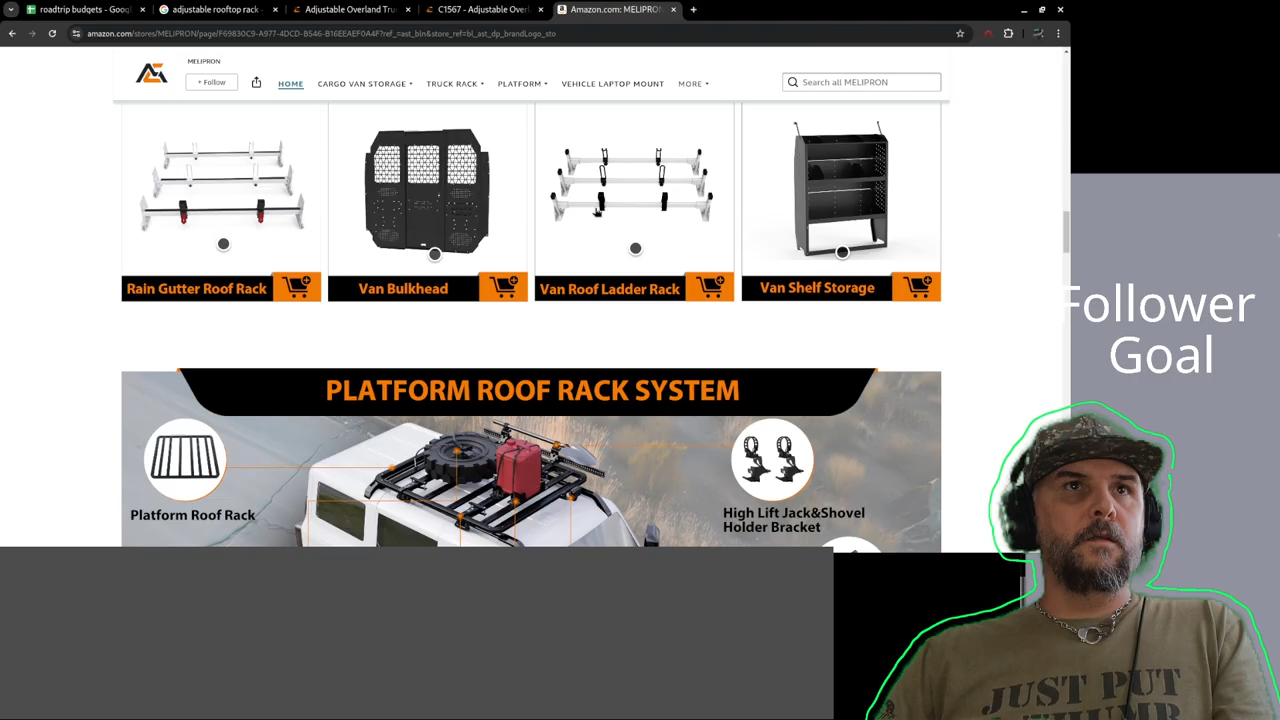 roadtrip budgets - Googl
adjustable rooftop rack -
Adjustable Overland Tru
C1567 - Adjustable Overl
Amazon.com: MELIPRON
amazon.com/stores/MELIPRON/page/F69830C9-A977-4DCD-B546-B16EEAEF0A4F?ref_=ast_bln&store_ref=bl_ast_dp_brandLogo_sto
MELIPRON
+ Follow
HOME
CARGO VAN STORAGE
TRUCK RACK
PLATFORM
VEHICLE LAPTOP MOUNT
MORE
Search all MELIPRON
Rain Gutter Roof Rack
Van Bulkhead
Van Roof Ladder Rack
Van Shelf Storage
PLATFORM ROOF RACK SYSTEM
Platform Roof Rack
High Lift Jack&Shovel
Holder Bracket
Follower
Goal
JUST PUT